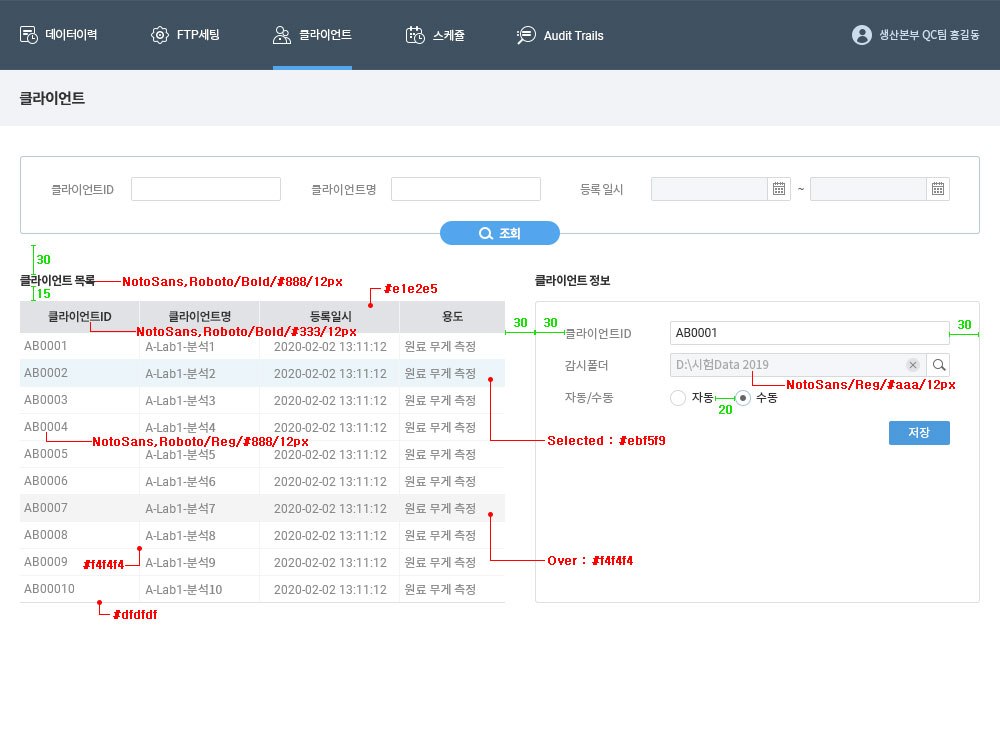 데이터이력 FTP세팅 클라이언트 스케쥴 Audit Trails 생산본부 QC팀 홍길동
클라이언트
클라이언트ID 클라이언트명 등록 일시 ~
조회
30
클라이언트 목록 NotoSans,Roboto/Bold/#888/12px
15
#e1e2e5
클라이언트ID 클라이언트명 등록일시 용도
NotoSans,Roboto/Bold/#333/12px
AB0001 A-Lab1-분석1 2020-02-02 13:11:12 원료 무게 측정
AB0002 A-Lab1-분석2 2020-02-02 13:11:12 원료 무게 측정
AB0003 A-Lab1-분석3 2020-02-02 13:11:12 원료 무게 측정
AB0004 A-Lab1-분석4 2020-02-02 13:11:12 원료 무게 측정
NotoSans,Roboto/Reg/#888/12px
AB0005 A-Lab1-분석5 2020-02-02 13:11:12 원료 무게 측정
AB0006 A-Lab1-분석6 2020-02-02 13:11:12 원료 무게 측정
AB0007 A-Lab1-분석7 2020-02-02 13:11:12 원료 무게 측정
AB0008 A-Lab1-분석8 2020-02-02 13:11:12 원료 무게 측정
AB0009 A-Lab1-분석9 2020-02-02 13:11:12 원료 무게 측정
#f4f4f4
AB00010 A-Lab1-분석10 2020-02-02 13:11:12 원료 무게 측정
#dfdfdf
클라이언트 정보
30 30 30
클라이언트ID AB0001
감시폴더 D:\시험Data 2019
NotoSans/Reg/#aaa/12px
자동/수동 자동 수동
20
저장
Selected : #ebf5f9
Over : #f4f4f4